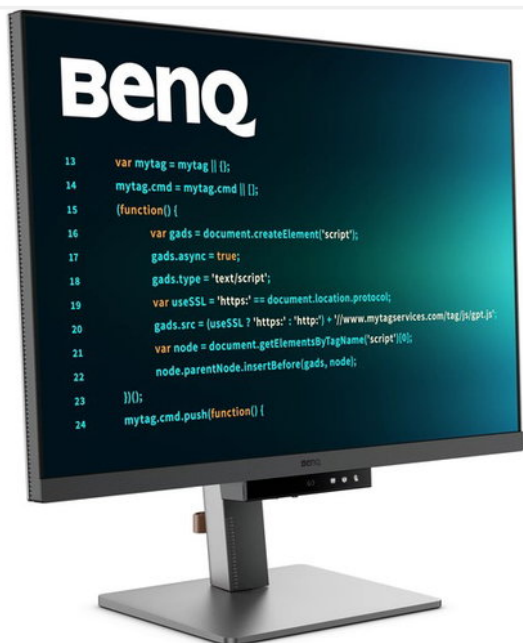 BenQ
13 var mytag = mytag || {};
14 mytag.cmd = mytag.cmd || [];
15 (function() {
16 var gads = document.createElement('script');
17 gads.async = true;
18 gads.type = 'text/script';
19 var useSSL = 'https:' == document.location.protocol;
20 gads.src = (useSSL ? 'https:' : 'http:') + '//www.mytagservices.com/tag/js/gpt.js';
21 var node = document.getElementsByTagName('script')[0];
22 node.parentNode.insertBefore(gads, node);
23 })();
24 mytag.cmd.push(function() {
BenQ